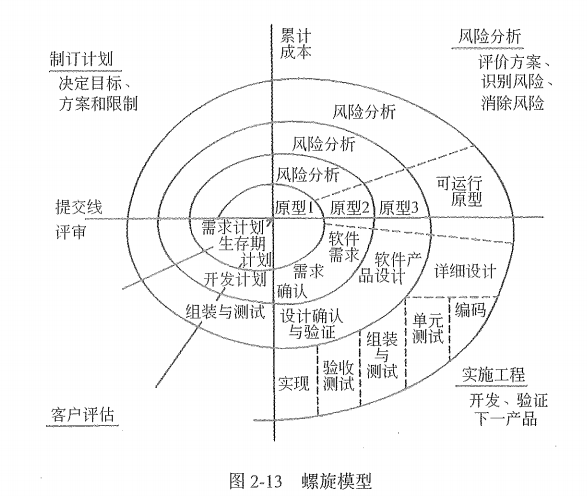 累计
成本
制订计划
决定目标、
方案和限制
风险分析
评价方案、
识别风险、
消除风险
风险分析
风险分析
风险分析
可运行
原型
提交线
评审
原型1
原型2
原型3
需求计划
生存期
计划
软件
需求
需求
确认
开发计划
软件产
品设计
详细设计
组装与测试
设计确认
与验证
实现
验收
测试
组装
与
测试
单元
测试
编码
客户评估
实施工程
开发、验证
下一产品
图 2-13 螺旋模型